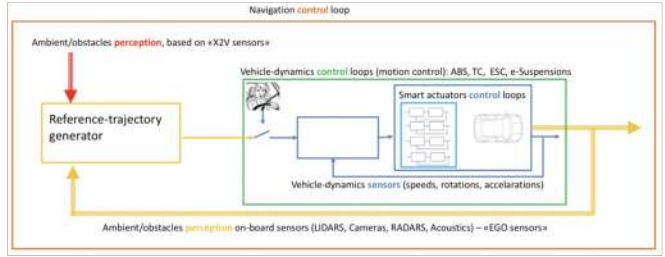 Navigation control loop
Ambient/obstacles perception, based on «X2V sensors»
Vehicle-dynamics control loops (motion control): ABS, TC, ESC, e-Suspensions
Smart actuators control loops
Reference-trajectory
generator
Vehicle-dynamics sensors (speeds, rotations, accelarations)
Ambient/obstacles perception on-board sensors (LIDARS, Cameras, RADARS, Acoustics) – «EGO sensors»